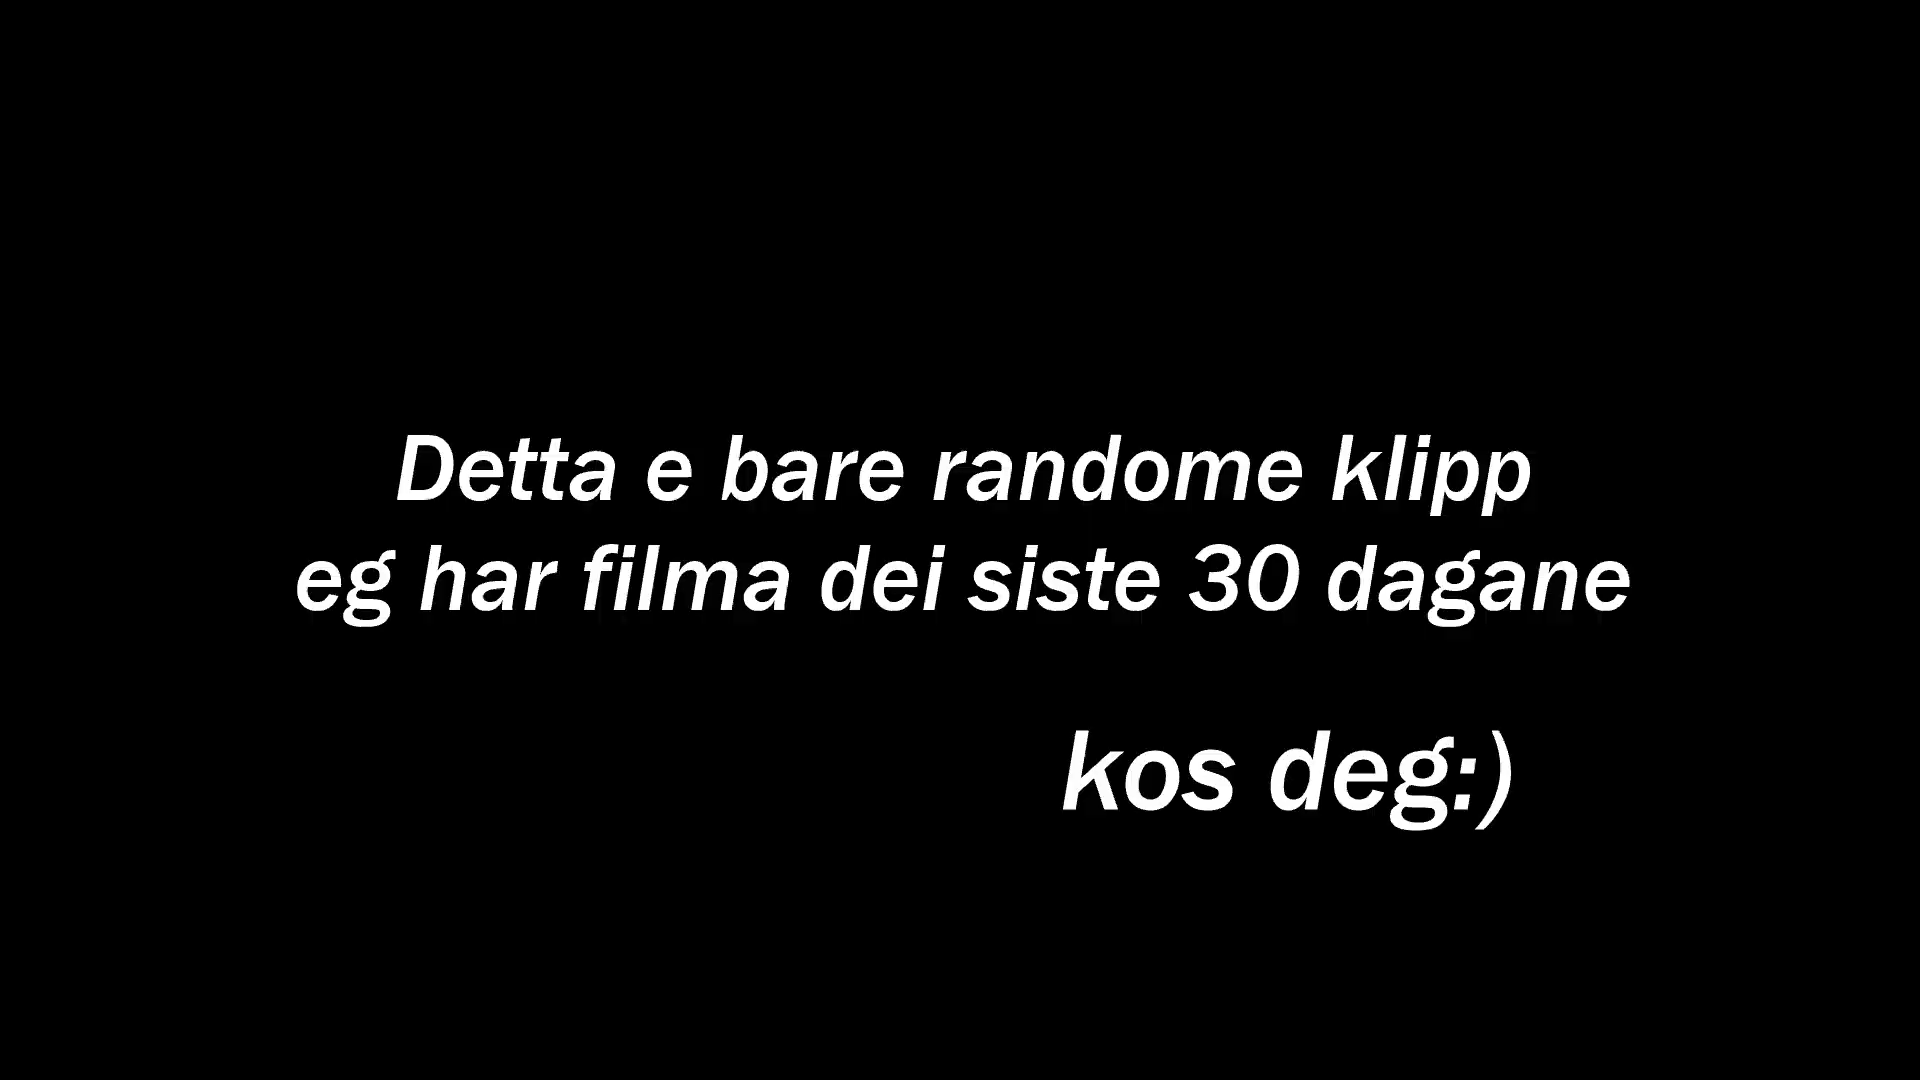 Detta e bare randome klipp
eg har filma dei siste 30 dagane
kos deg:)